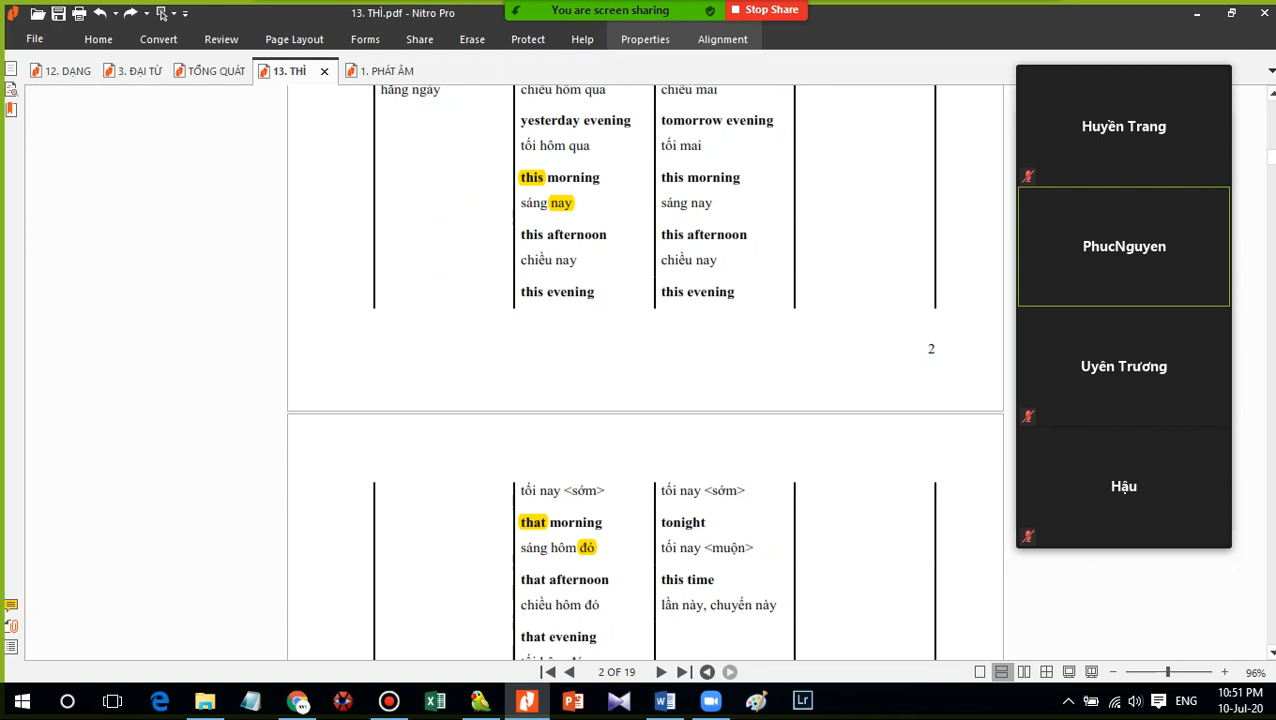 13. THÌ.pdf - Nitro Pro
You are screen sharing
Stop Share
File Home Convert Review Page Layout Forms Share Erase Protect Help Properties Alignment
12. DẠNG 3. ĐẠI TỪ TỔNG QUÁT 13. THÌ 1. PHÁT ÂM
hằng ngày
chiều hôm qua
yesterday evening
tối hôm qua
this morning
sáng nay
this afternoon
chiều nay
this evening
chiều mai
tomorrow evening
tối mai
this morning
sáng nay
this afternoon
chiều nay
this evening
2
tối nay <sớm>
that morning
sáng hôm đó
that afternoon
chiều hôm đó
that evening
tối hôm đó
tối nay <sớm>
tonight
tối nay <muộn>
this time
lần này, chuyến này
Huyền Trang
PhucNguyen
Uyên Trương
Hậu
2 OF 19
96%
Lr
ENG
10:51 PM
10-Jul-20